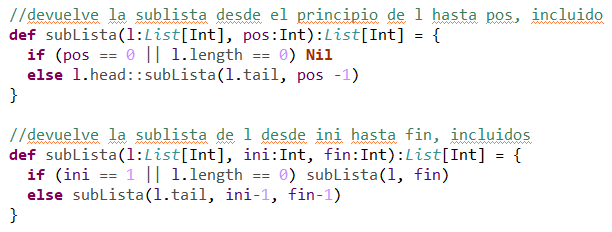 //devuelve la sublista desde el principio de l hasta pos, incluido
def subLista(l:List[Int], pos:Int):List[Int] = {
  if (pos == 0 || l.length == 0) Nil
  else l.head::subLista(l.tail, pos -1)
}
//devuelve la sublista de l desde ini hasta fin, incluidos
def subLista(l:List[Int], ini:Int, fin:Int):List[Int] = {
  if (ini == 1 || l.length == 0) subLista(l, fin)
  else subLista(l.tail, ini-1, fin-1)
}